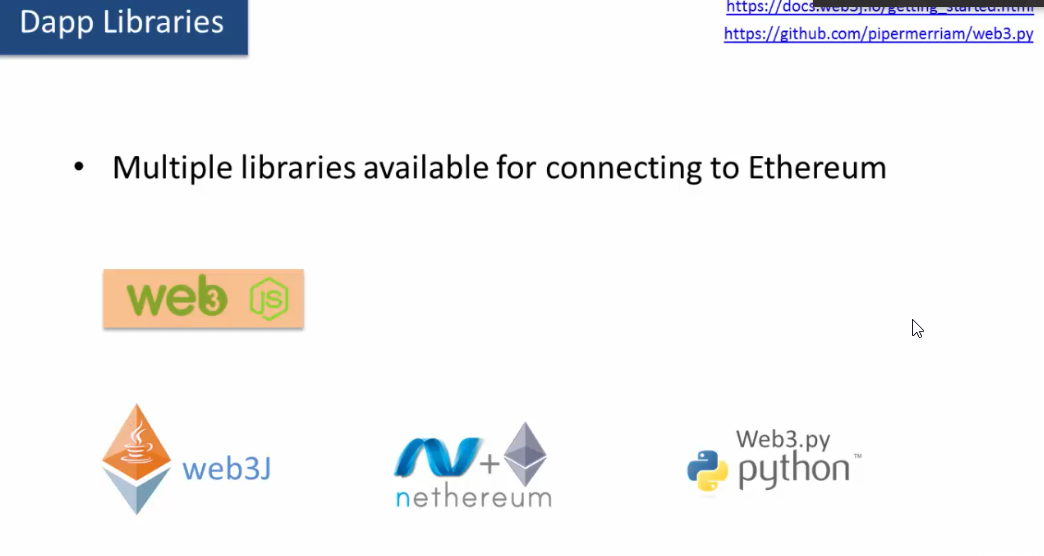 Dapp Libraries
https://docs.web3j.io/getting_started.html
https://github.com/pipermerriam/web3.py
• Multiple libraries available for connecting to Ethereum
web3 JS
web3J
nethereum
Web3.py
python™